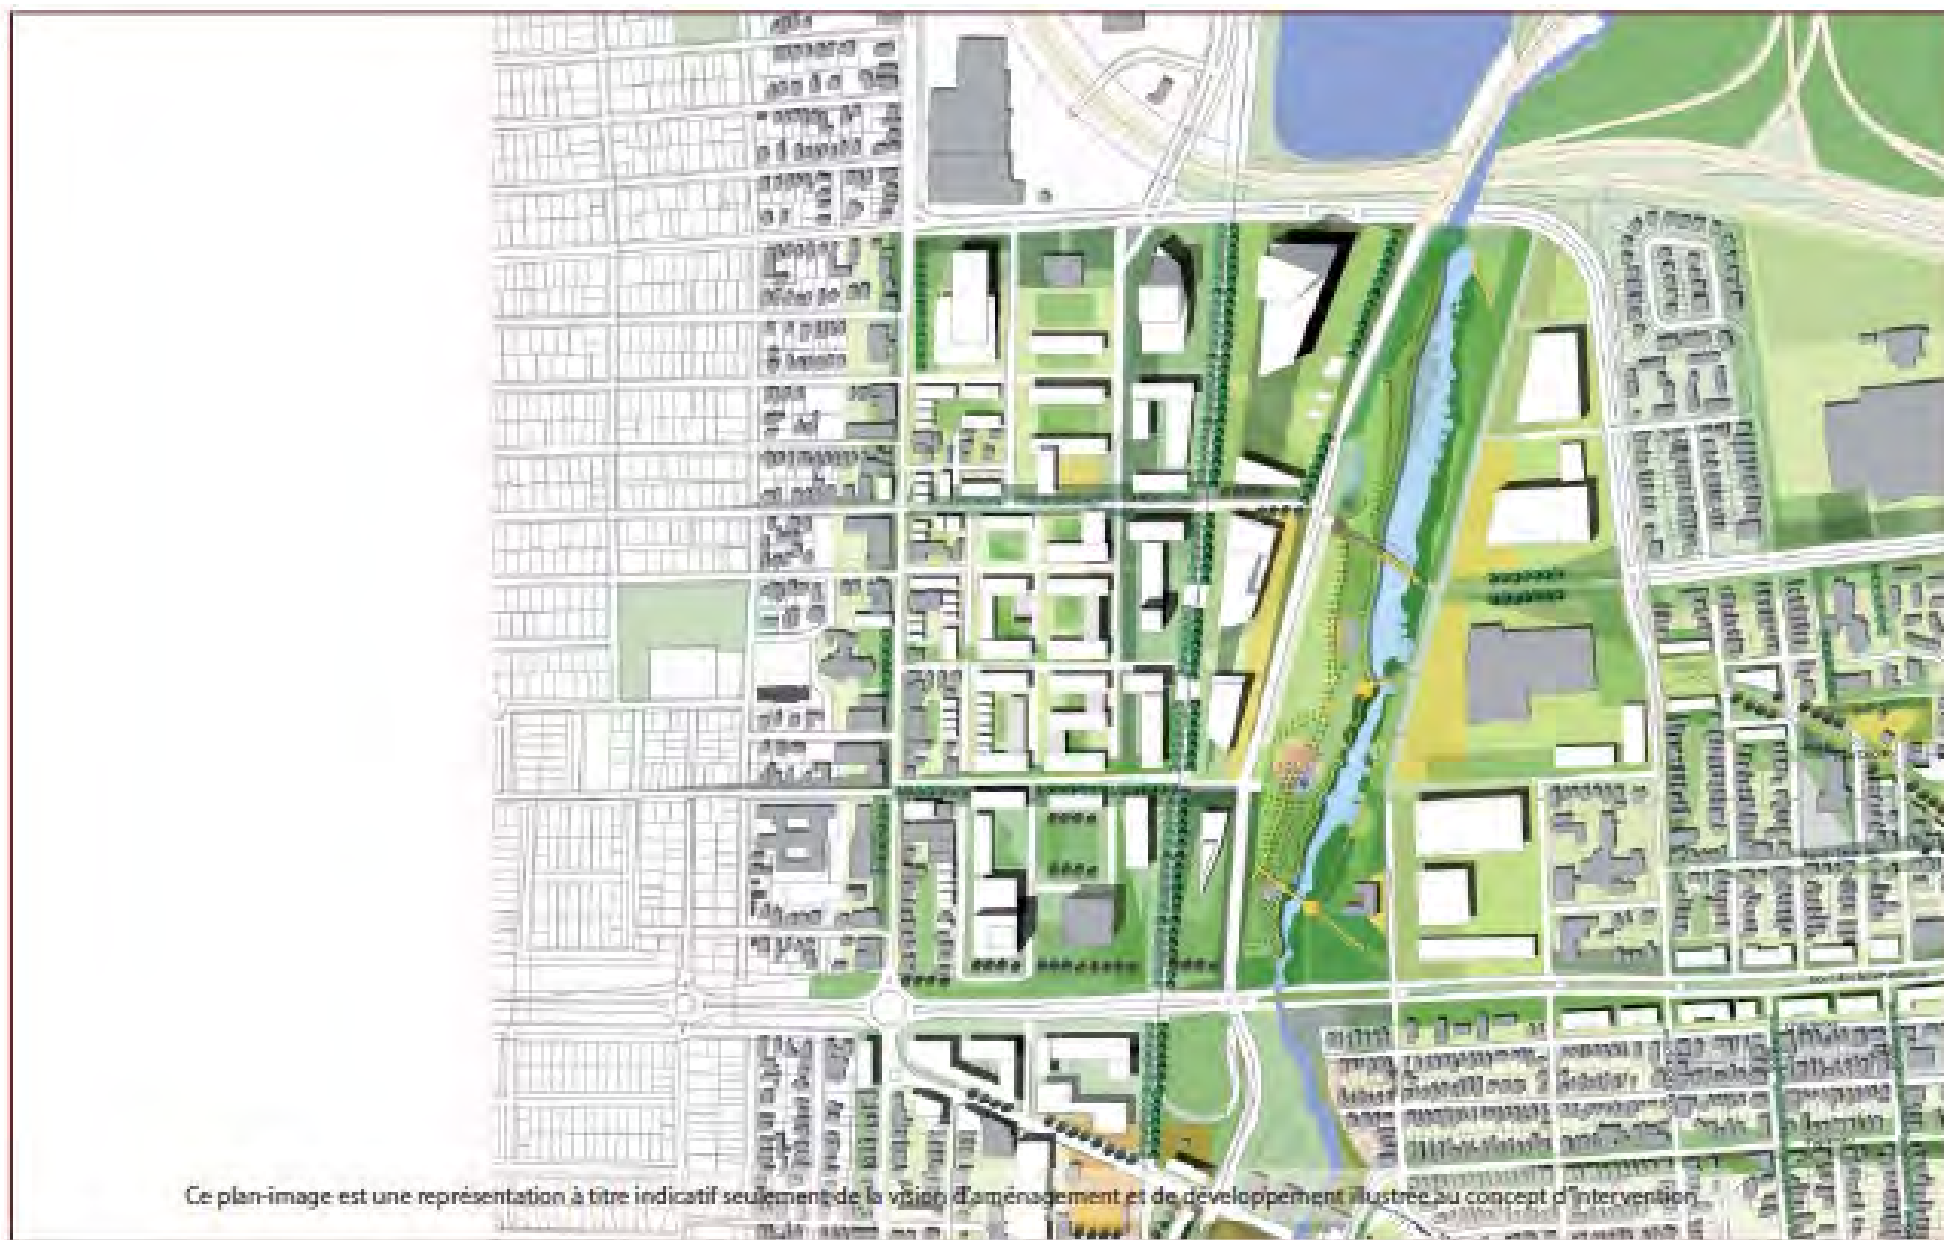 Ce plan-image est une représentation à titre indicatif seulement de la vision d'aménagement et de développement illustrée au concept d'intervention.